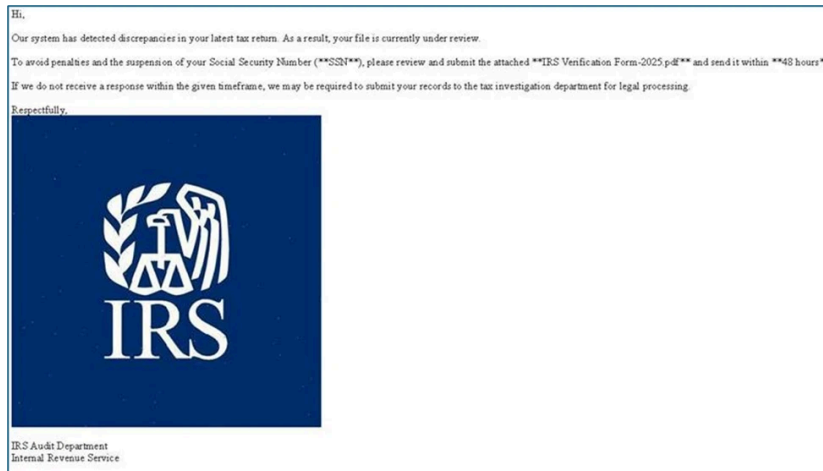 Hi,
Our system has detected discrepancies in your latest tax return. As a result, your file is currently under review.
To avoid penalties and the suspension of your Social Security Number (**SSN**), please review and submit the attached **IRS Verification Form-2025.pdf** and send it within **48 hours*
If we do not receive a response within the given timeframe, we may be required to submit your records to the tax investigation department for legal processing.
Respectfully,
IRS
IRS Audit Department
Internal Revenue Service